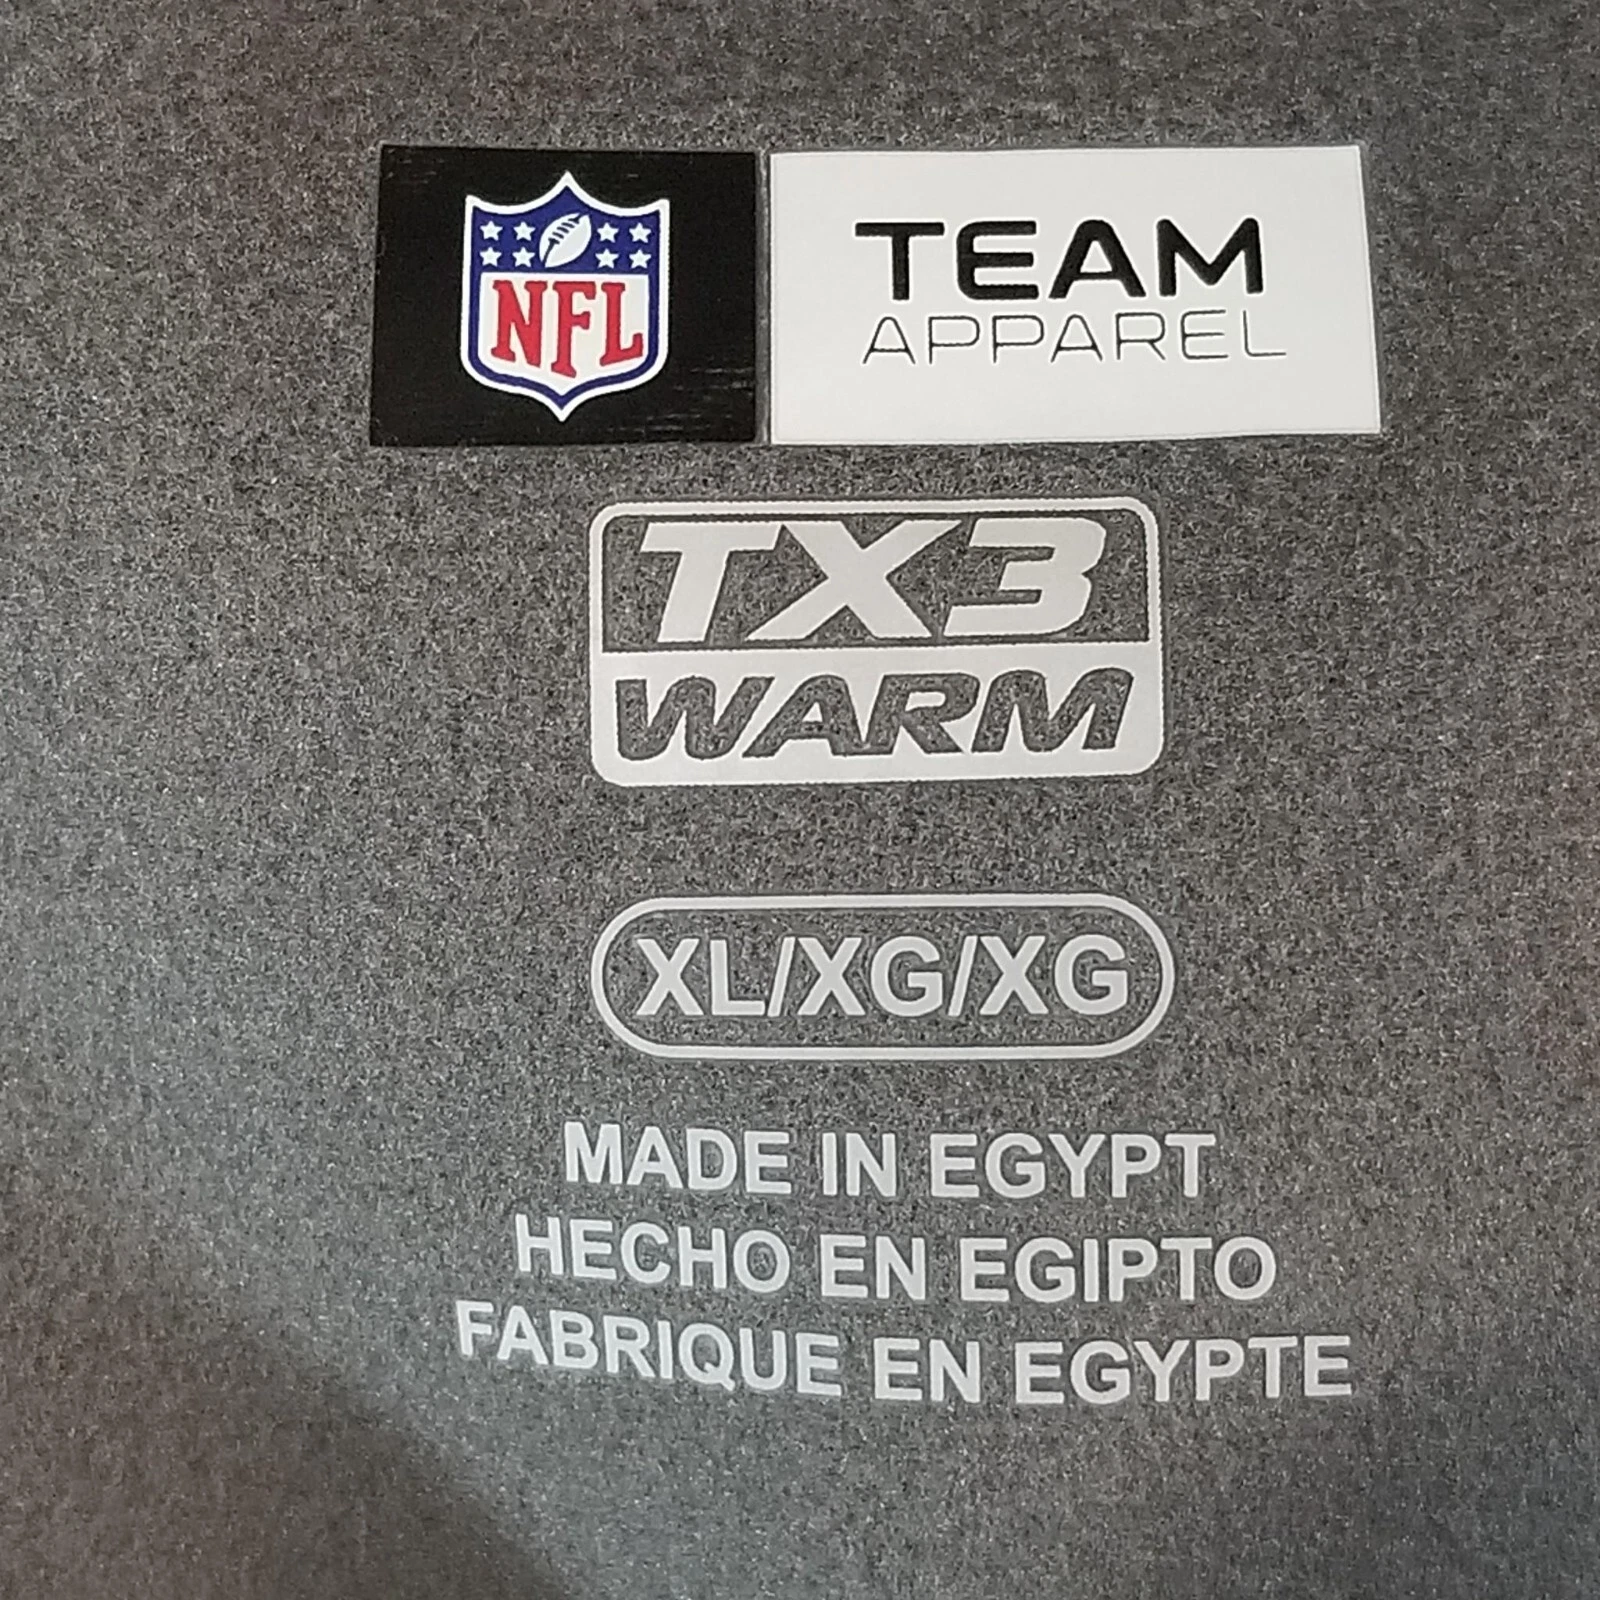 NFL
TEAM
APPAREL
TX3
WARM
XL/XG/XG
MADE IN EGYPT
HECHO EN EGIPTO
FABRIQUE EN EGYPTE